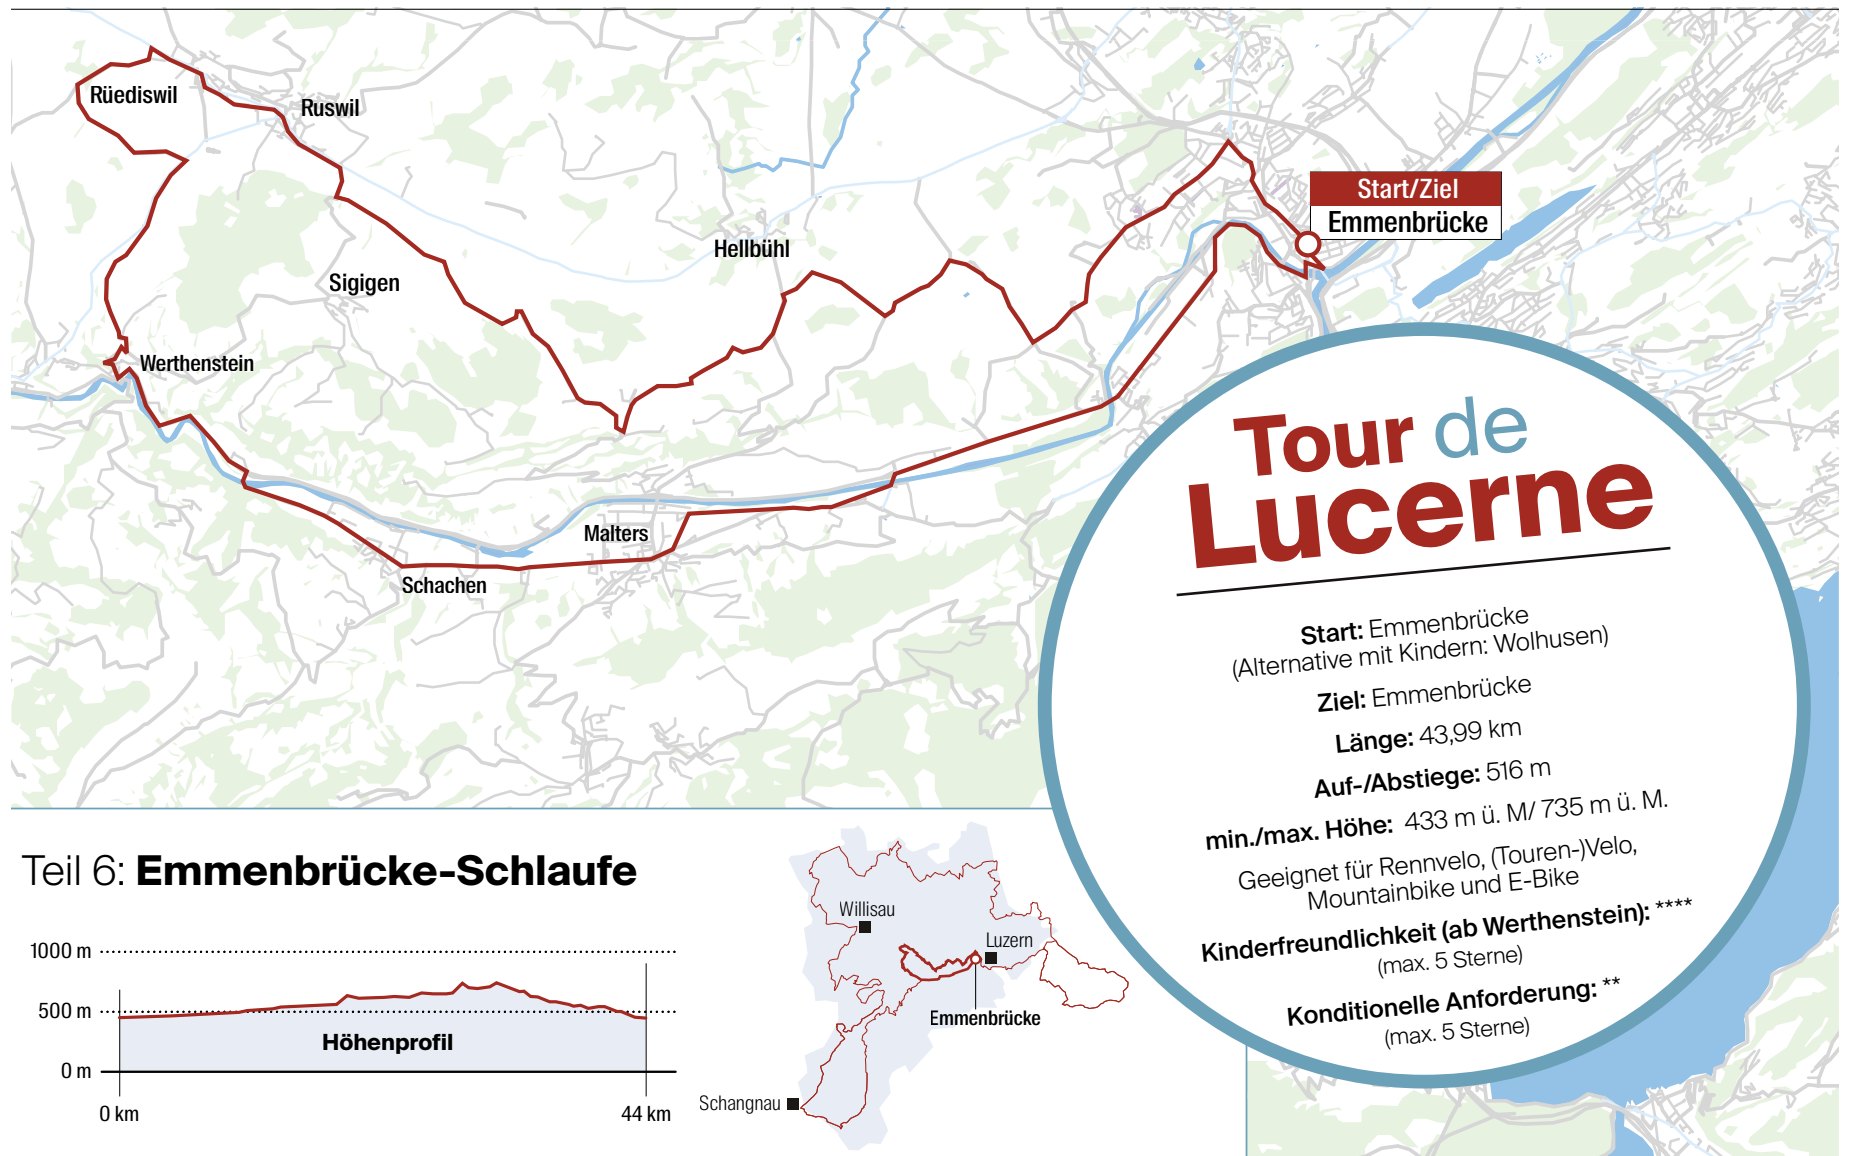 Rüediswil
Ruswil
Start/Ziel
Emmenbrücke
Hellbühl
Sigigen
Werthenstein
Malters
Schachen
Tour de
Lucerne
Start: Emmenbrücke
(Alternative mit Kindern: Wolhusen)
Ziel: Emmenbrücke
Länge: 43,99 km
Auf-/Abstiege: 516 m
min./max. Höhe: 433 m ü. M/ 735 m ü. M.
Geeignet für Rennvelo, (Touren-)Velo,
Mountainbike und E-Bike
Kinderfreundlichkeit (ab Werthenstein): ****
(max. 5 Sterne)
Konditionelle Anforderung: **
(max. 5 Sterne)
Teil 6: Emmenbrücke-Schlaufe
1000 m
500 m
Höhenprofil
0 m
0 km
44 km
Willisau
Luzern
Emmenbrücke
Schangnau